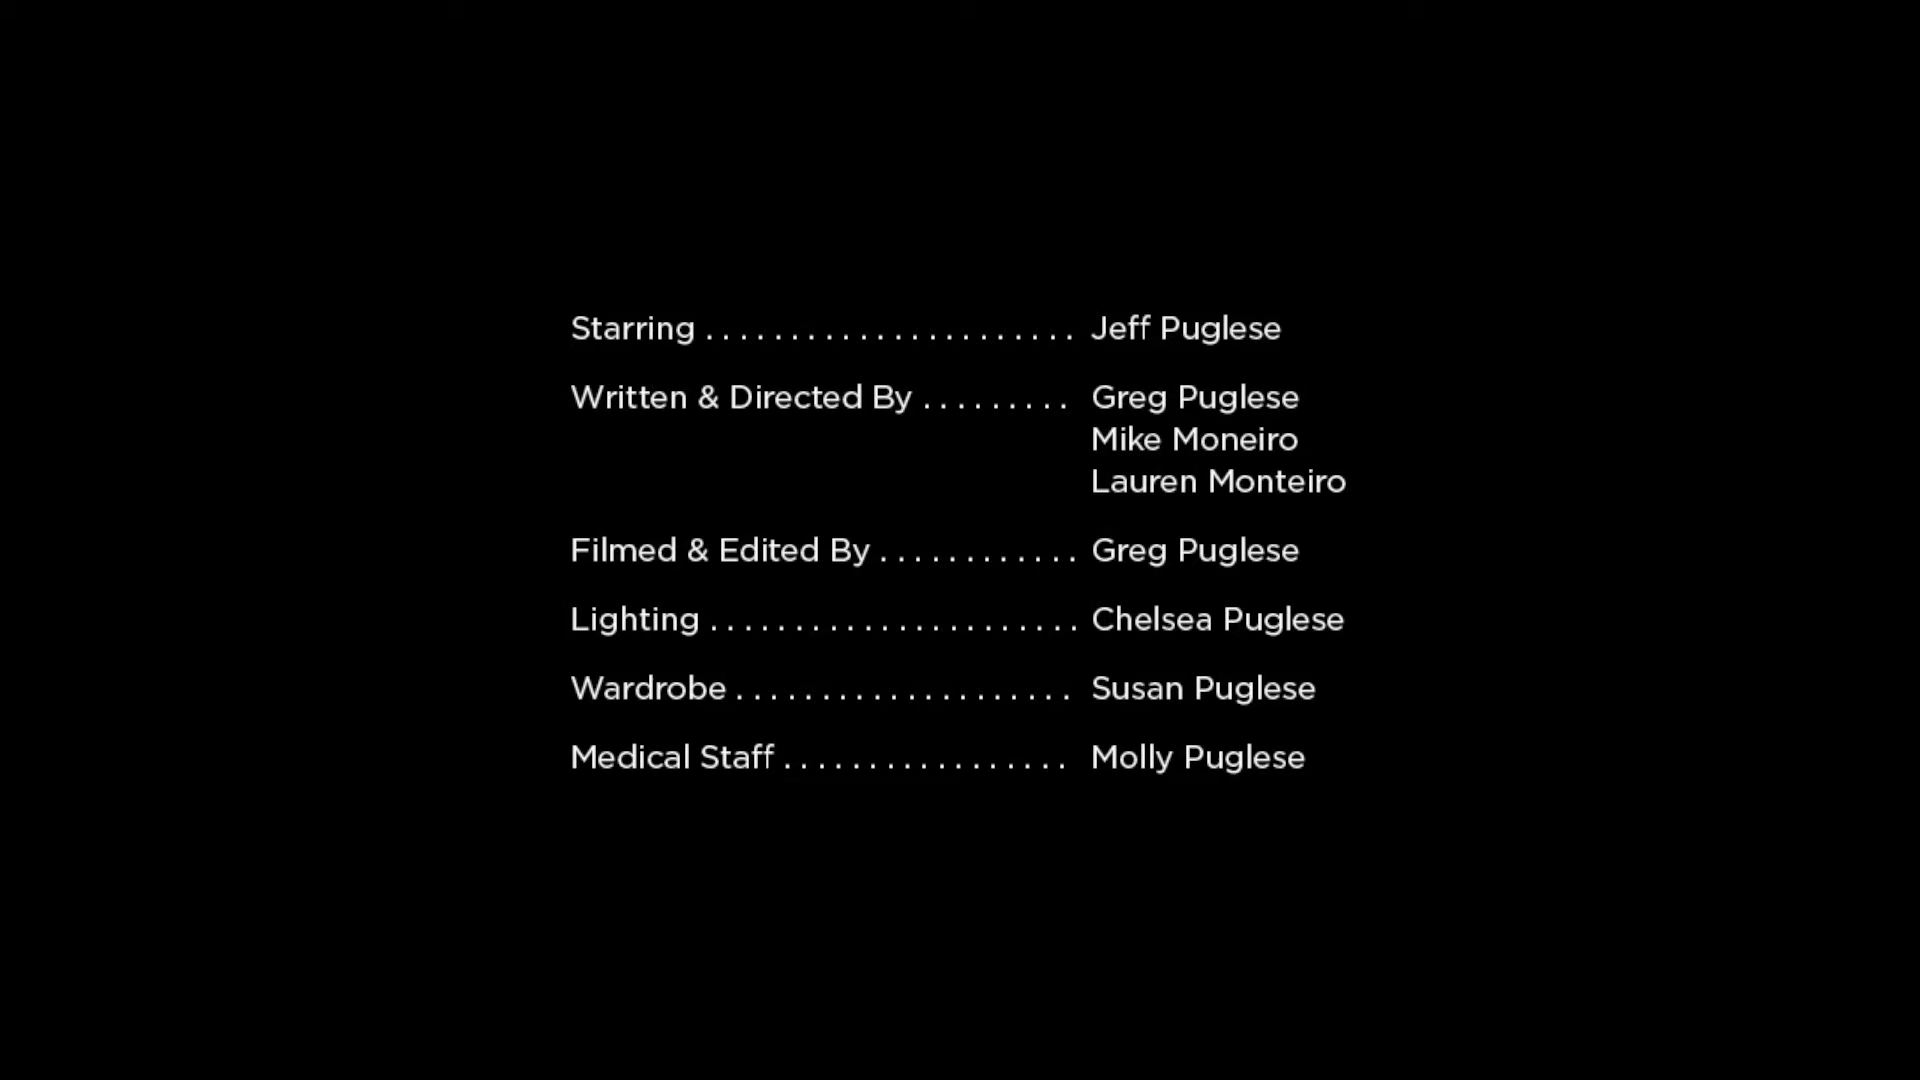 Starring . . . . . . . . . . . . . . . . . . . . . . Jeff Puglese
Written & Directed By . . . . . . . . . Greg Puglese
Mike Moneiro
Lauren Monteiro
Filmed & Edited By . . . . . . . . . . . . Greg Puglese
Lighting . . . . . . . . . . . . . . . . . . . . . . Chelsea Puglese
Wardrobe . . . . . . . . . . . . . . . . . . . . Susan Puglese
Medical Staff . . . . . . . . . . . . . . . . . Molly Puglese